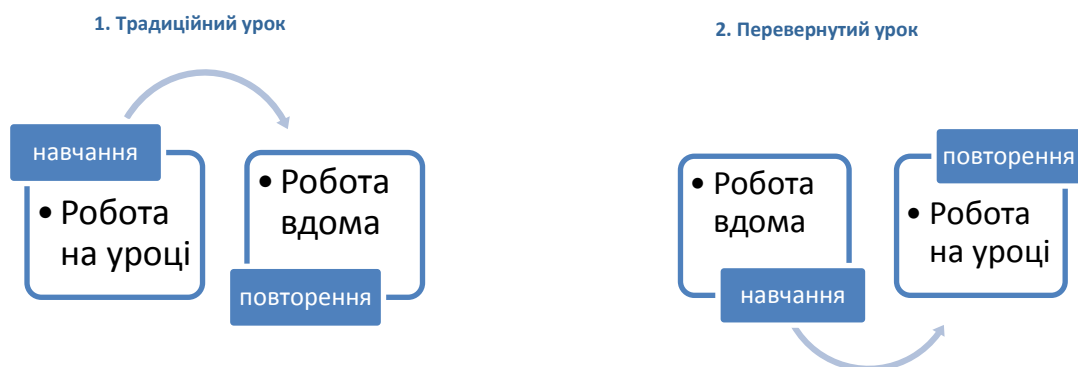 1. Традиційний урок
навчання
• Робота
на уроці
• Робота
вдома
повторення
2. Перевернутий урок
• Робота
вдома
навчання
повторення
• Робота
на уроці